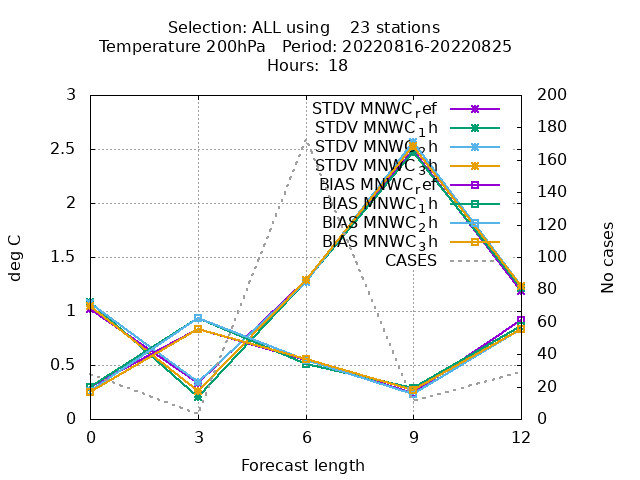 Selection: ALL using    23 stations
Temperature 200hPa   Period: 20220816-20220825
Hours: 18
STDV MNWC_ref
STDV MNWC_1h
STDV MNWC_2h
STDV MNWC_3h
BIAS MNWC_ref
BIAS MNWC_1h
BIAS MNWC_2h
BIAS MNWC_3h
CASES
deg C
3
2.5
2
1.5
1
0.5
0
No cases
200
180
160
140
120
100
80
60
40
20
0
0 3 6 9 12
Forecast length